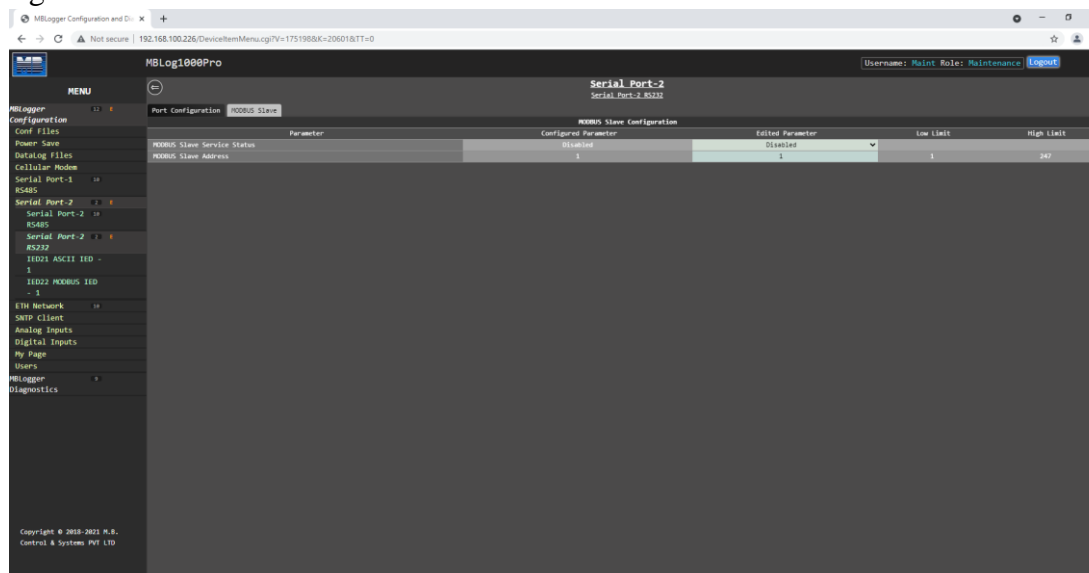 MBLogger Configuration and Di
Not secure 192.168.100.226/DeviceItemMenu.cgi?V=175198&K=20601&TT=0
MBLog1000Pro
Username: Maint Role: Maintenance Logout
MENU
Serial Port-2
Serial Port-2 RS232
MBLogger
Configuration
Conf Files
Power Save
DataLog Files
Cellular Modem
Serial Port-1
RS485
Serial Port-2
Serial Port-2
RS485
Serial Port-2
RS232
IED21 ASCII IED -
1
IED22 MODBUS IED
- 1
ETH Network
SNTP Client
Analog Inputs
Digital Inputs
My Page
Users
MBLogger
Diagnostics
Port Configuration MODBUS Slave
MODBUS Slave Configuration
Parameter Configured Parameter Edited Parameter Low Limit High Limit
MODBUS Slave Service Status Disabled Disabled
MODBUS Slave Address 1 1 1 247
Copyright © 2018-2021 M.B.
Control & Systems PVT LTD